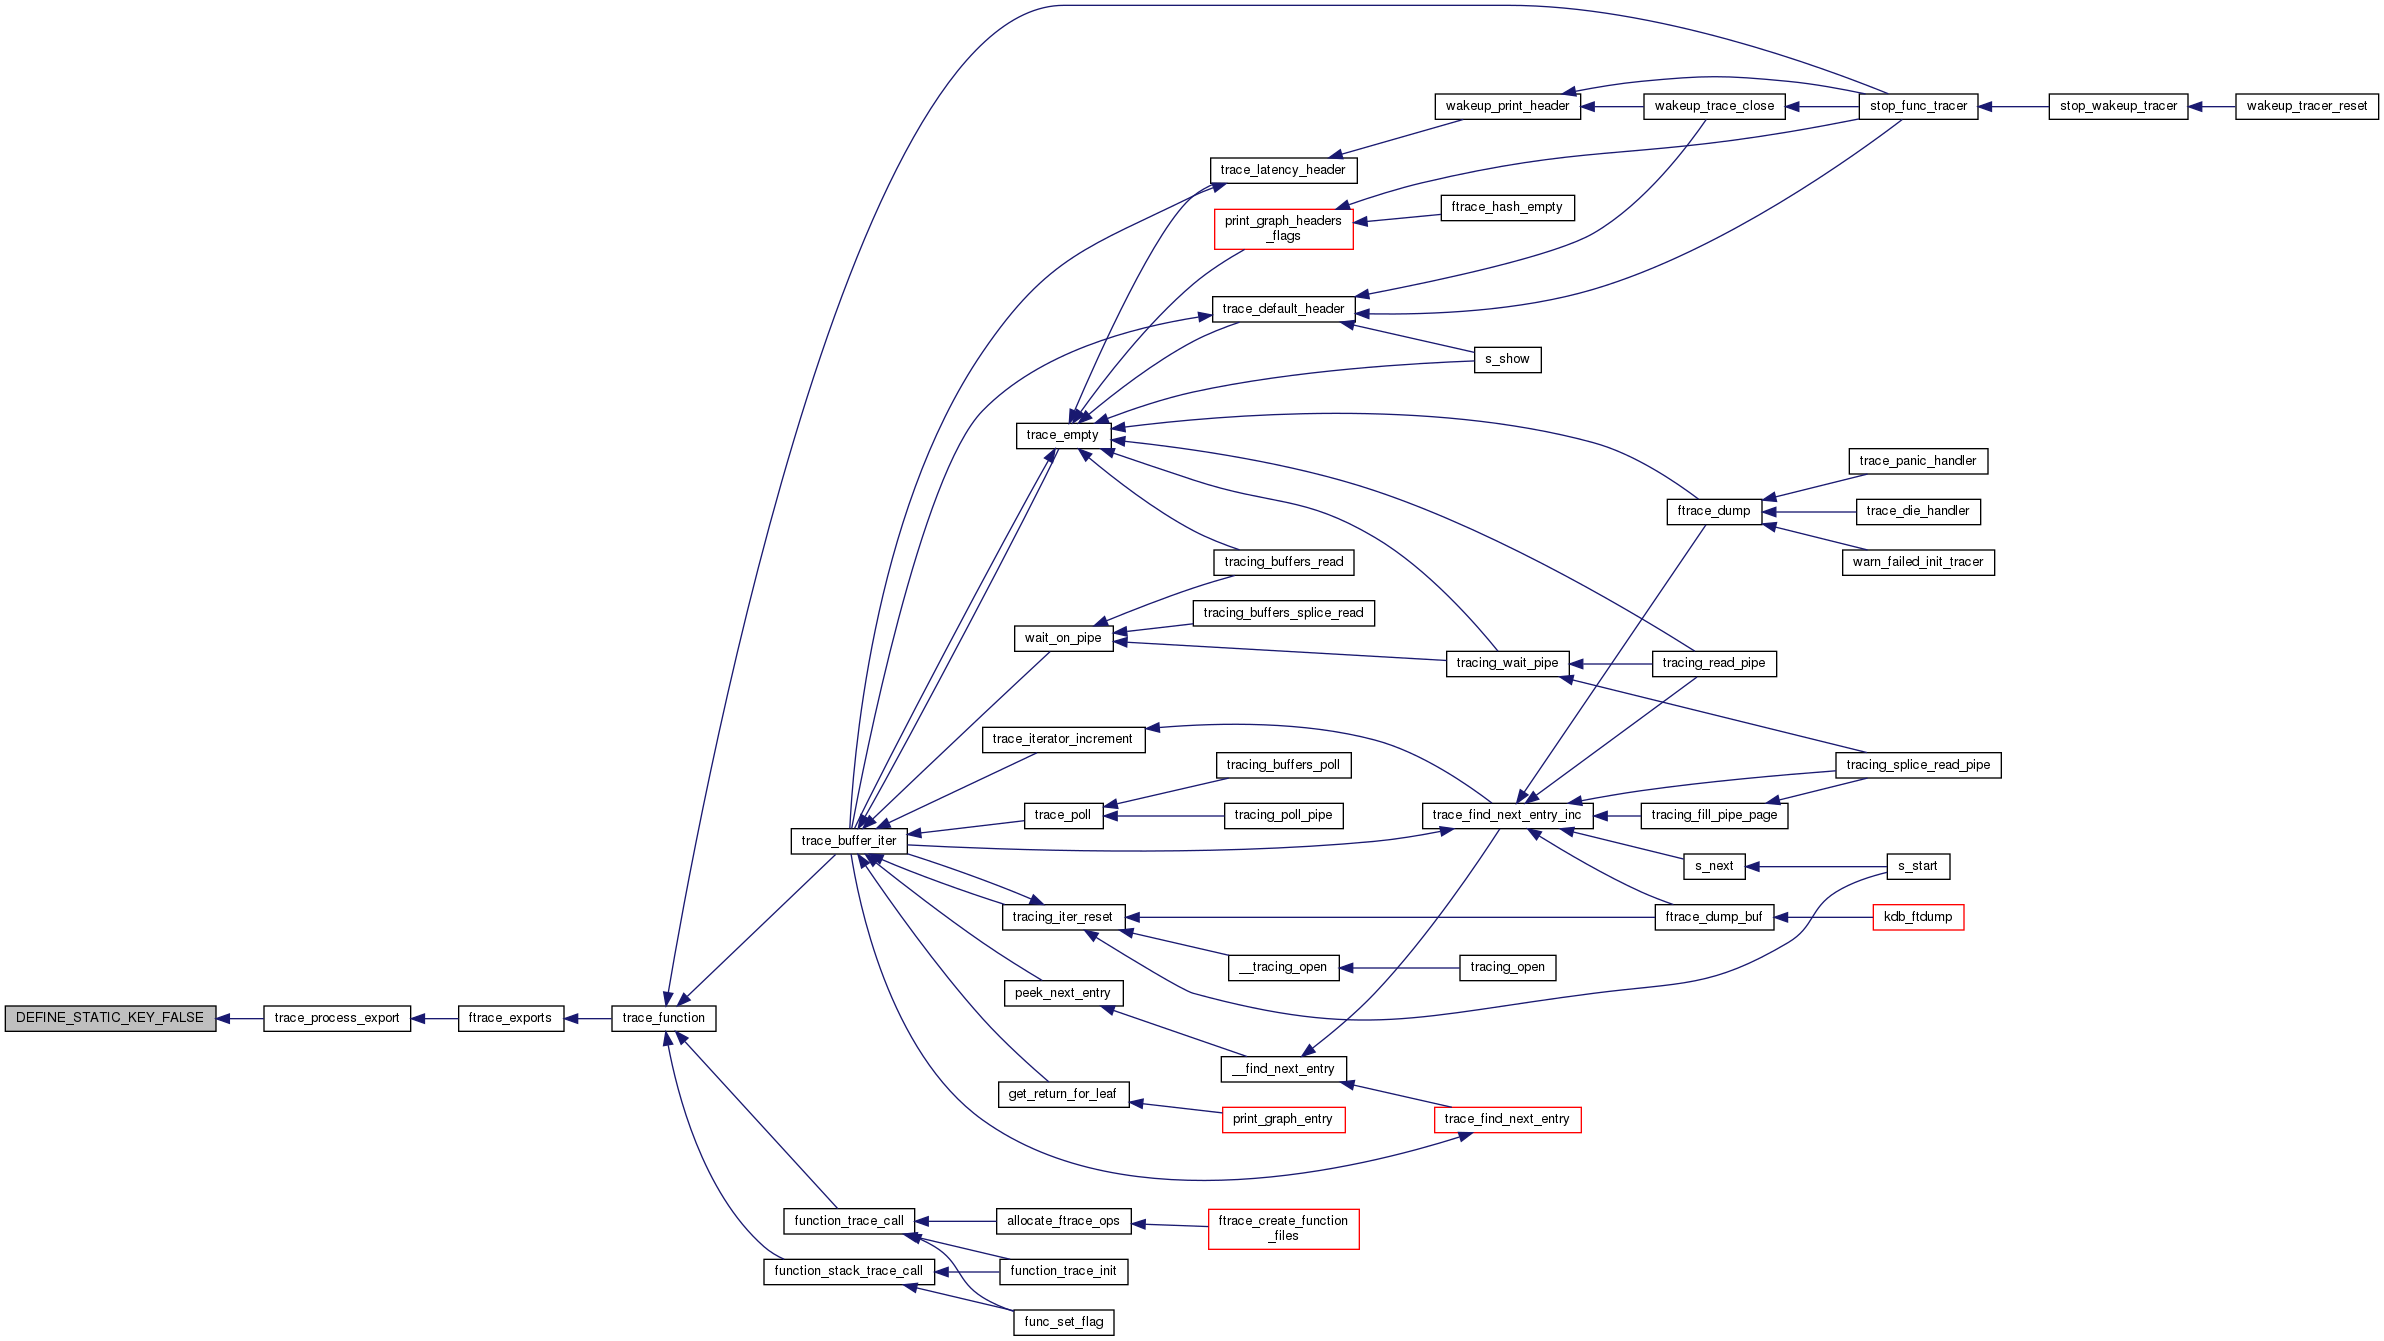 wakeup_print_header
wakeup_trace_close
stop_func_tracer
stop_wakeup_tracer
wakeup_tracer_reset
trace_latency_header
print_graph_headers
_flags
ftrace_hash_empty
trace_default_header
s_show
trace_empty
trace_panic_handler
ftrace_dump
trace_die_handler
warn_failed_init_tracer
tracing_buffers_read
tracing_buffers_splice_read
wait_on_pipe
tracing_wait_pipe
tracing_read_pipe
trace_iterator_increment
tracing_buffers_poll
tracing_splice_read_pipe
trace_poll
tracing_poll_pipe
trace_find_next_entry_inc
tracing_fill_pipe_page
trace_buffer_iter
s_next
s_start
tracing_iter_reset
ftrace_dump_buf
kdb_ftdump
__tracing_open
tracing_open
peek_next_entry
DEFINE_STATIC_KEY_FALSE
trace_process_export
ftrace_exports
trace_function
__find_next_entry
get_return_for_leaf
print_graph_entry
trace_find_next_entry
function_trace_call
allocate_ftrace_ops
ftrace_create_function
_files
function_stack_trace_call
function_trace_init
func_set_flag